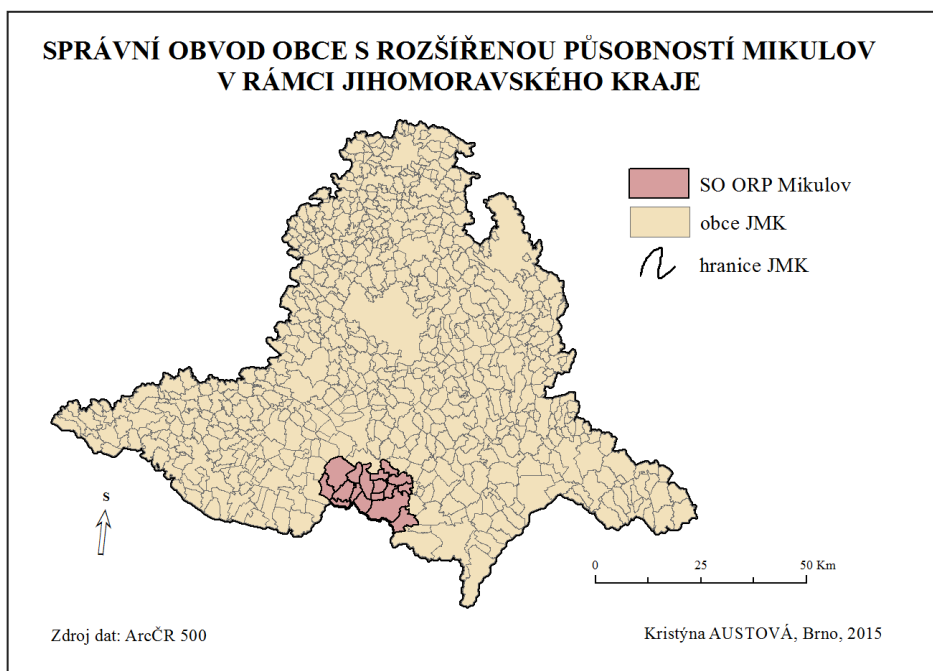 SPRÁVNÍ OBVOD OBCE S ROZŠÍŘENOU PŮSOBNOSTÍ MIKULOV
V RÁMCI JIHOMORAVSKÉHO KRAJE
SO ORP Mikulov
obce JMK
hranice JMK
S
0 25 50 Km
Zdroj dat: ArcČR 500
Kristýna AUSTOVÁ, Brno, 2015